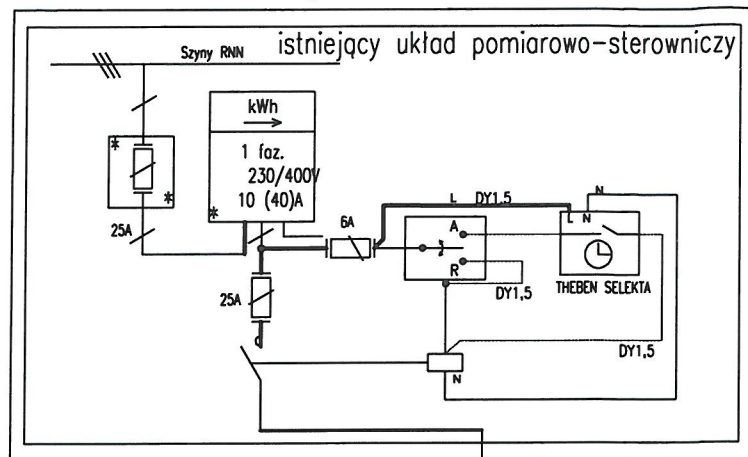 Szyny RNN
istniejący układ pomiarowo-sterowniczy
kWh
1 faz.
230/400V
10 (40)A
*
*
*
25A
6A
L DY1,5
N
A
R
L N
DY1,5
THEBEN SELEKTA
25A
DY1,5
N